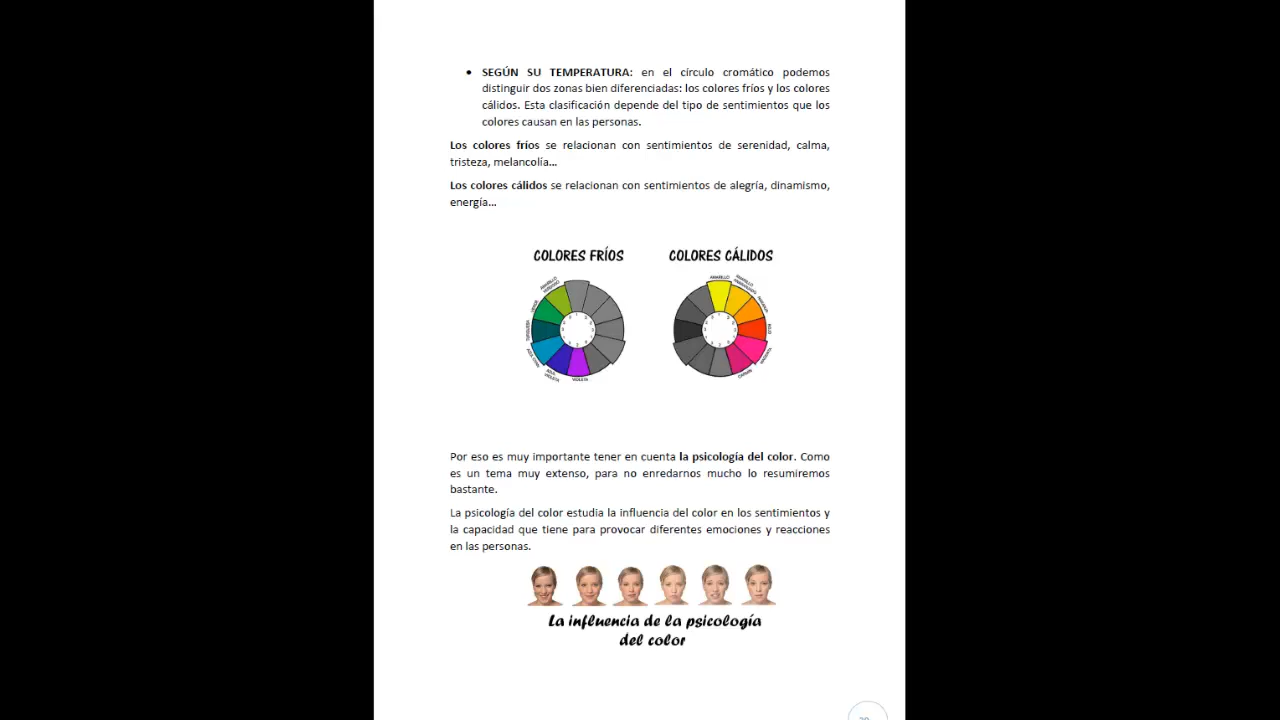 • SEGÚN SU TEMPERATURA: en el círculo cromático podemos
distinguir dos zonas bien diferenciadas: los colores fríos y los colores
cálidos. Esta clasificación depende del tipo de sentimientos que los
colores causan en las personas.
Los colores fríos se relacionan con sentimientos de serenidad, calma,
tristeza, melancolía...
Los colores cálidos se relacionan con sentimientos de alegría, dinamismo,
energía...
COLORES FRÍOS
COLORES CÁLIDOS
VIOLETA
AMARILLO
ROJO
MAGENTA
CARMÍN
Por eso es muy importante tener en cuenta la psicología del color. Como
es un tema muy extenso, para no enredarnos mucho lo resumiremos
bastante.
La psicología del color estudia la influencia del color en los sentimientos y
la capacidad que tiene para provocar diferentes emociones y reacciones
en las personas.
La influencia de la psicología
del color